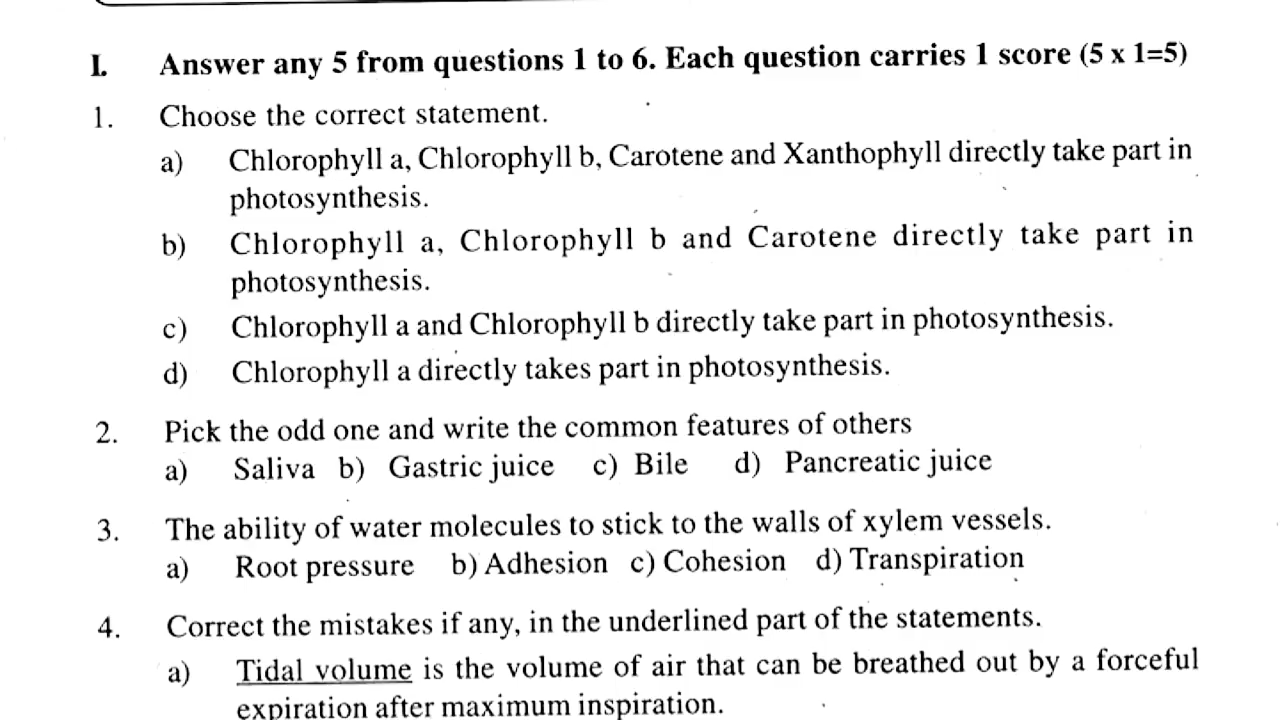 I. Answer any 5 from questions 1 to 6. Each question carries 1 score (5 x 1=5)
1. Choose the correct statement.
a) Chlorophyll a, Chlorophyll b, Carotene and Xanthophyll directly take part in
photosynthesis.
b) Chlorophyll a, Chlorophyll b and Carotene directly take part in
photosynthesis.
c) Chlorophyll a and Chlorophyll b directly take part in photosynthesis.
d) Chlorophyll a directly takes part in photosynthesis.
2. Pick the odd one and write the common features of others
a) Saliva b) Gastric juice c) Bile d) Pancreatic juice
3. The ability of water molecules to stick to the walls of xylem vessels.
a) Root pressure b) Adhesion c) Cohesion d) Transpiration
4. Correct the mistakes if any, in the underlined part of the statements.
a) Tidal volume is the volume of air that can be breathed out by a forceful
expiration after maximum inspiration.